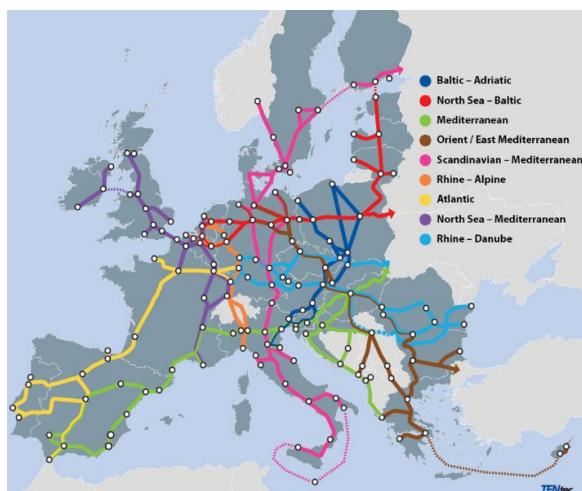 Baltic – Adriatic
North Sea – Baltic
Mediterranean
Orient / East Mediterranean
Scandinavian – Mediterranean
Rhine – Alpine
Atlantic
North Sea – Mediterranean
Rhine – Danube
TENtec